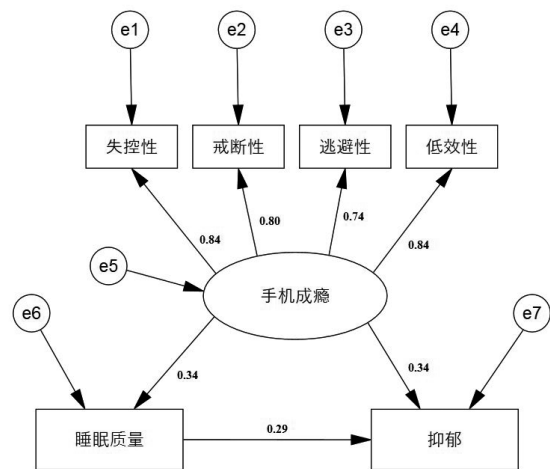 e1
e2
e3
e4
失控性
戒断性
逃避性
低效性
0.84
0.80
0.74
0.84
e5
手机成瘾
e6
e7
0.34
0.34
睡眠质量
0.29
抑郁